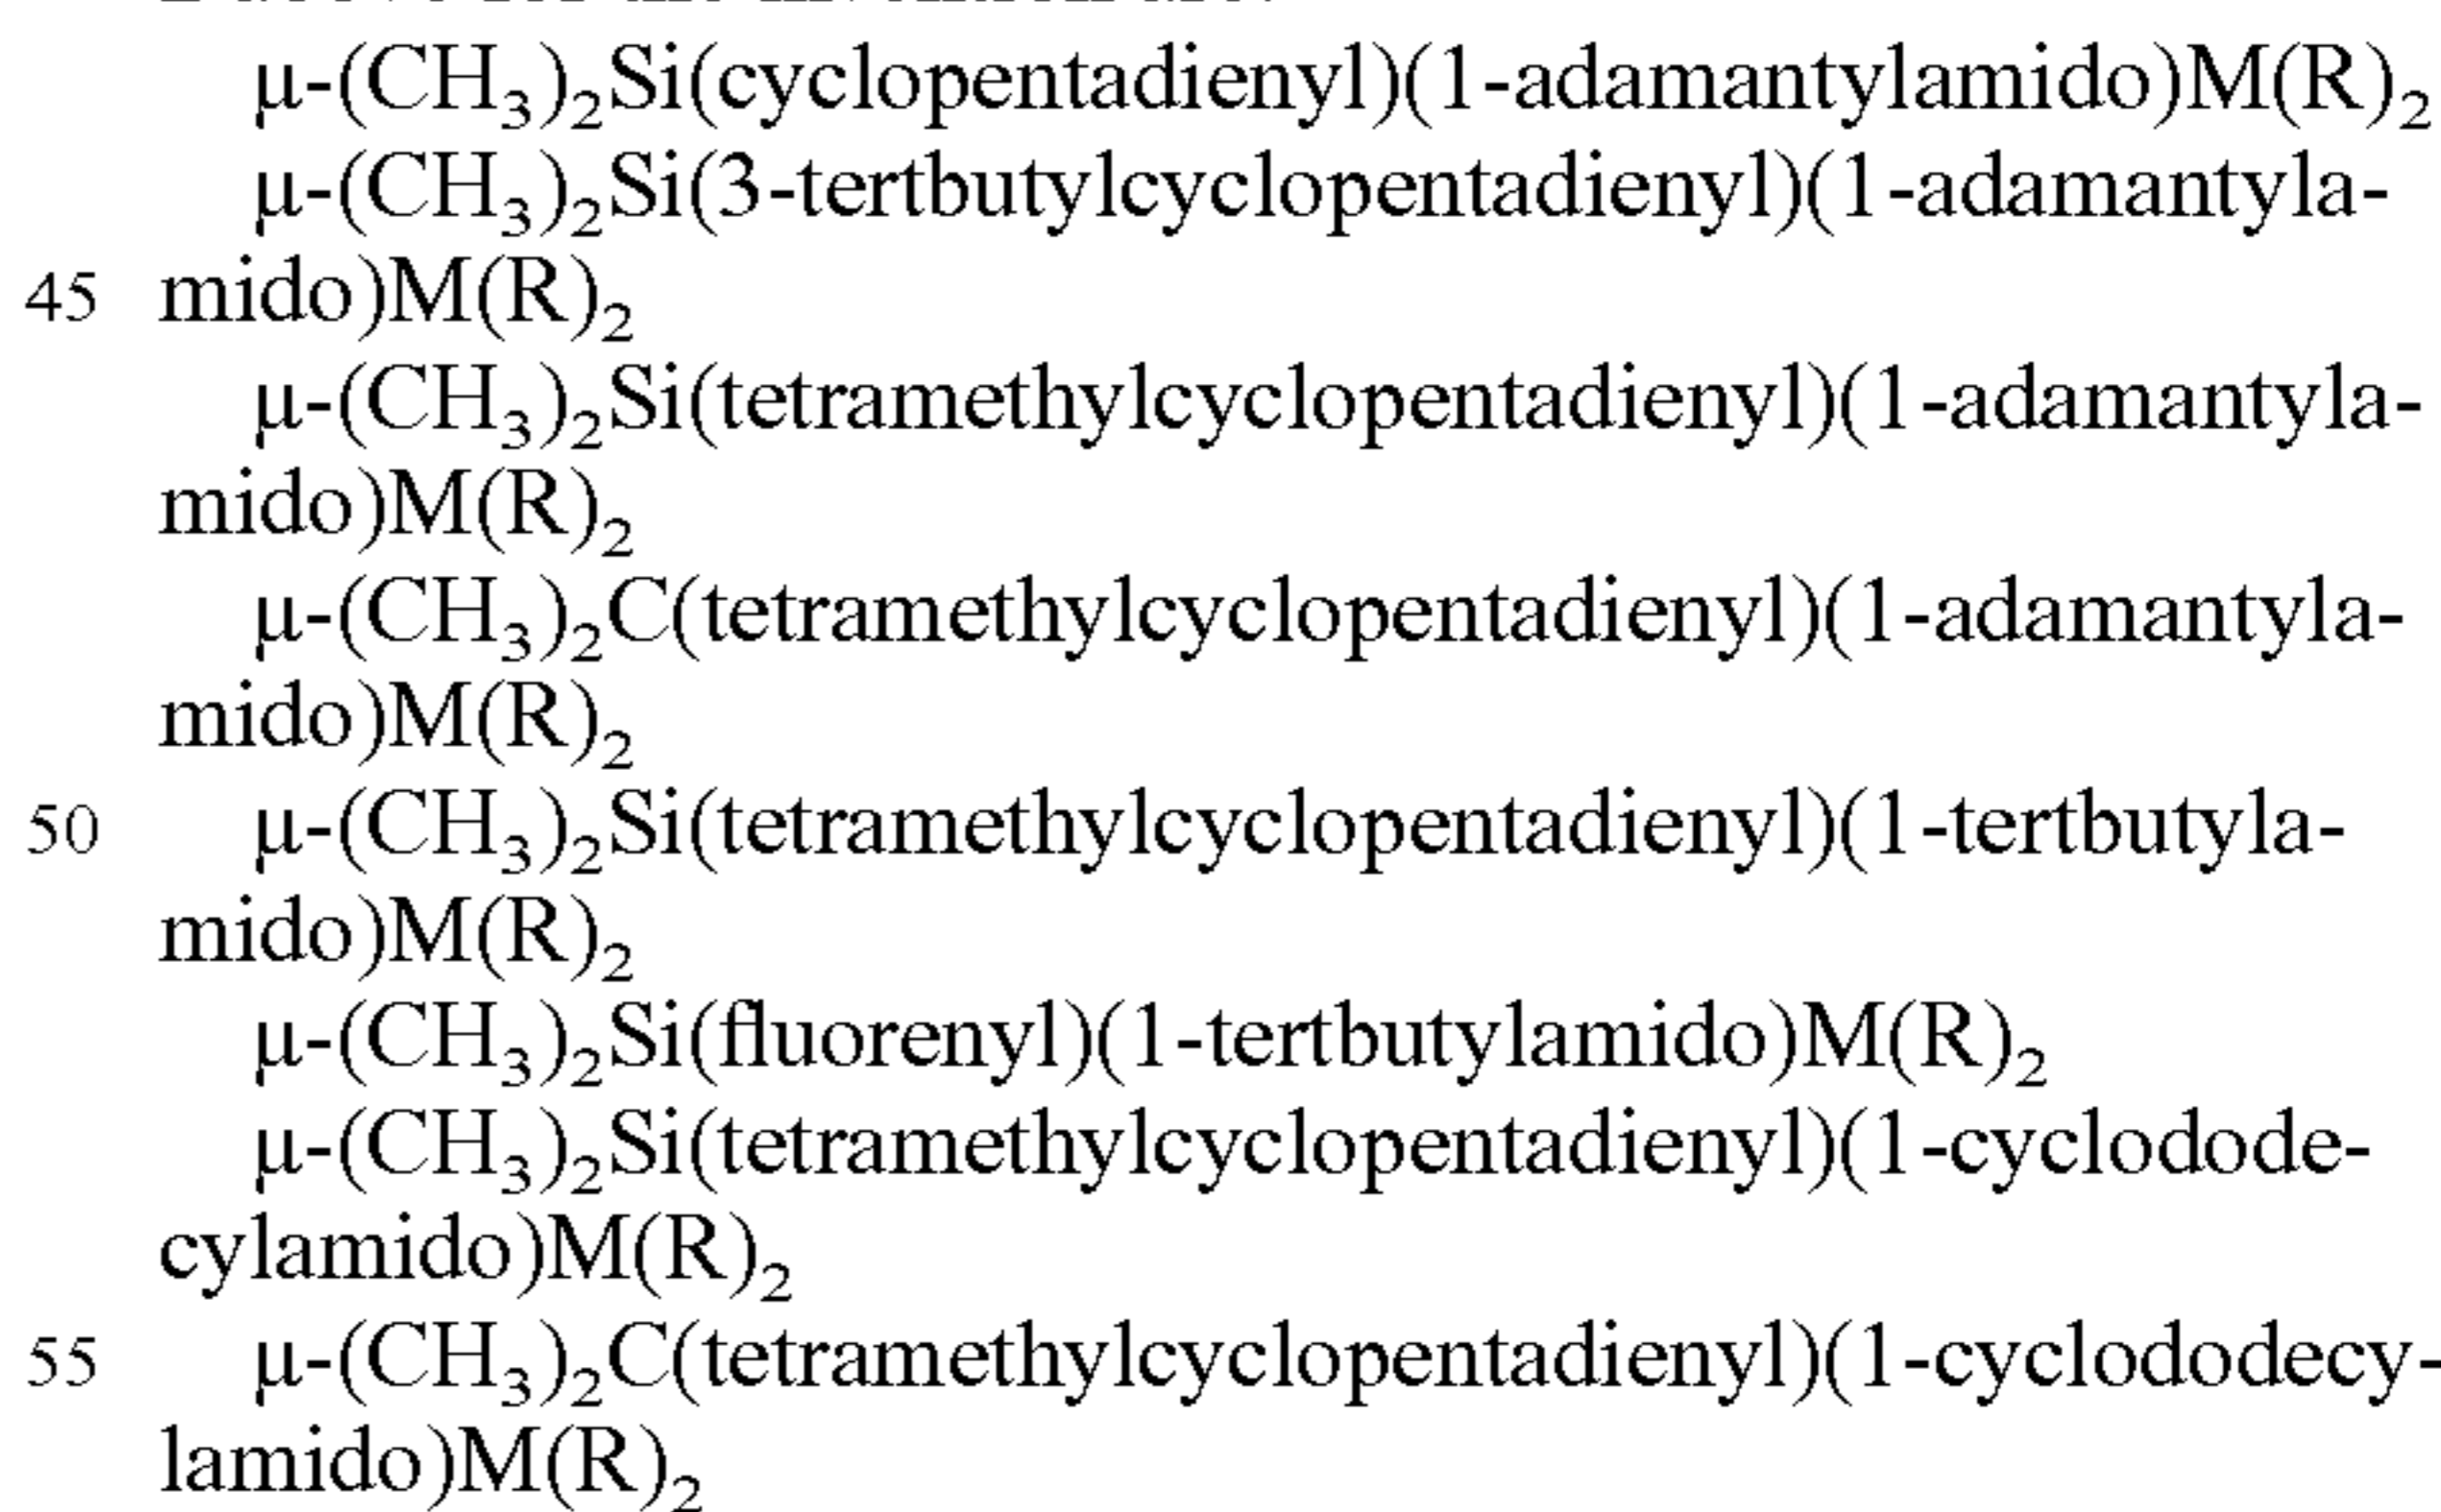 μ-(CH₃)₂Si(cyclopentadienyl)(1-adamantylamido)M(R)₂
μ-(CH₃)₂Si(3-tertbutylcyclopentadienyl)(1-adamantyla-
45 mido)M(R)₂
μ-(CH₃)₂Si(tetramethylcyclopentadienyl)(1-adamantyla-
mido)M(R)₂
μ-(CH₃)₂C(tetramethylcyclopentadienyl)(1-adamantyla-
mido)M(R)₂
50 μ-(CH₃)₂Si(tetramethylcyclopentadienyl)(1-tertbutyla-
mido)M(R)₂
μ-(CH₃)₂Si(fluorenyl)(1-tertbutylamido)M(R)₂
μ-(CH₃)₂Si(tetramethylcyclopentadienyl)(1-cyclodode-
cylamido)M(R)₂
55 μ-(CH₃)₂C(tetramethylcyclopentadienyl)(1-cyclododecy-
lamido)M(R)₂